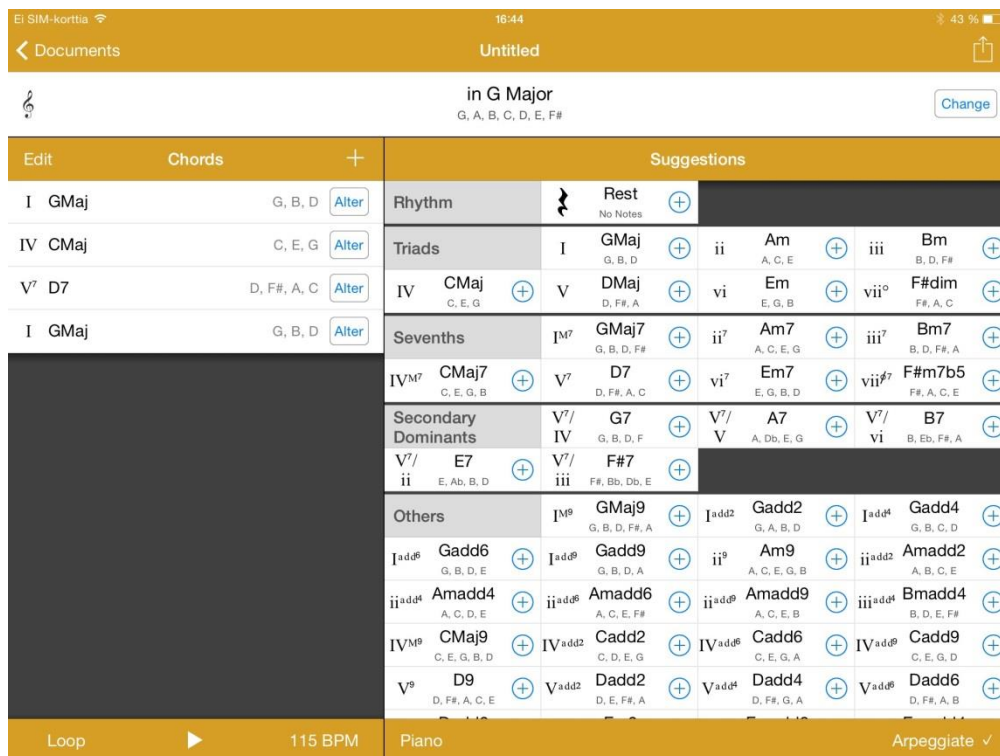 Ei SIM-korttia 16:44 43 %
Documents Untitled
in G Major
G, A, B, C, D, E, F#
Change
Edit Chords +
I GMaj G, B, D Alter
IV CMaj C, E, G Alter
V7 D7 D, F#, A, C Alter
I GMaj G, B, D Alter
Suggestions
Rhythm Rest
No Notes
Triads I GMaj ii Am iii Bm
G, B, D A, C, E B, D, F#
IV CMaj V DMaj vi Em vii° F#dim
C, E, G D, F#, A E, G, B F#, A, C
Sevenths IM7 GMaj7 ii7 Am7 iii7 Bm7
G, B, D, F# A, C, E, G B, D, F#, A
IVM7 CMaj7 V7 D7 vi7 Em7 viiø7 F#m7b5
C, E, G, B D, F#, A, C E, G, B, D F#, A, C, E
Secondary V7/ G7 V7/ A7 V7/ B7
Dominants IV G, B, D, F V A, Db, E, G vi B, Eb, F#, A
V7/ E7 V7/ F#7
ii E, Ab, B, D iii F#, Bb, Db, E
Others IM9 GMaj9 Iadd2 Gadd2 Iadd4 Gadd4
G, B, D, F#, A G, A, B, D G, B, C, D
Iadd6 Gadd6 Iadd9 Gadd9 ii9 Am9 iiadd2 Amadd2
G, B, D, E G, B, D, A A, C, E, G, B A, B, C, E
iiadd4 Amadd4 iiadd6 Amadd6 iiadd9 Amadd9 iiiadd4 Bmadd4
A, C, D, E A, C, E, F# A, C, E, B B, D, E, F#
IVM9 CMaj9 IVadd2 Cadd2 IVadd6 Cadd6 IVadd9 Cadd9
C, E, G, B, D C, D, E, G C, E, G, A C, E, G, D
V9 D9 Vadd2 Dadd2 Vadd4 Dadd4 Vadd6 Dadd6
D, F#, A, C, E D, E, F#, A D, F#, G, A D, F#, A, B
Loop 115 BPM Piano Arpeggiate ✓